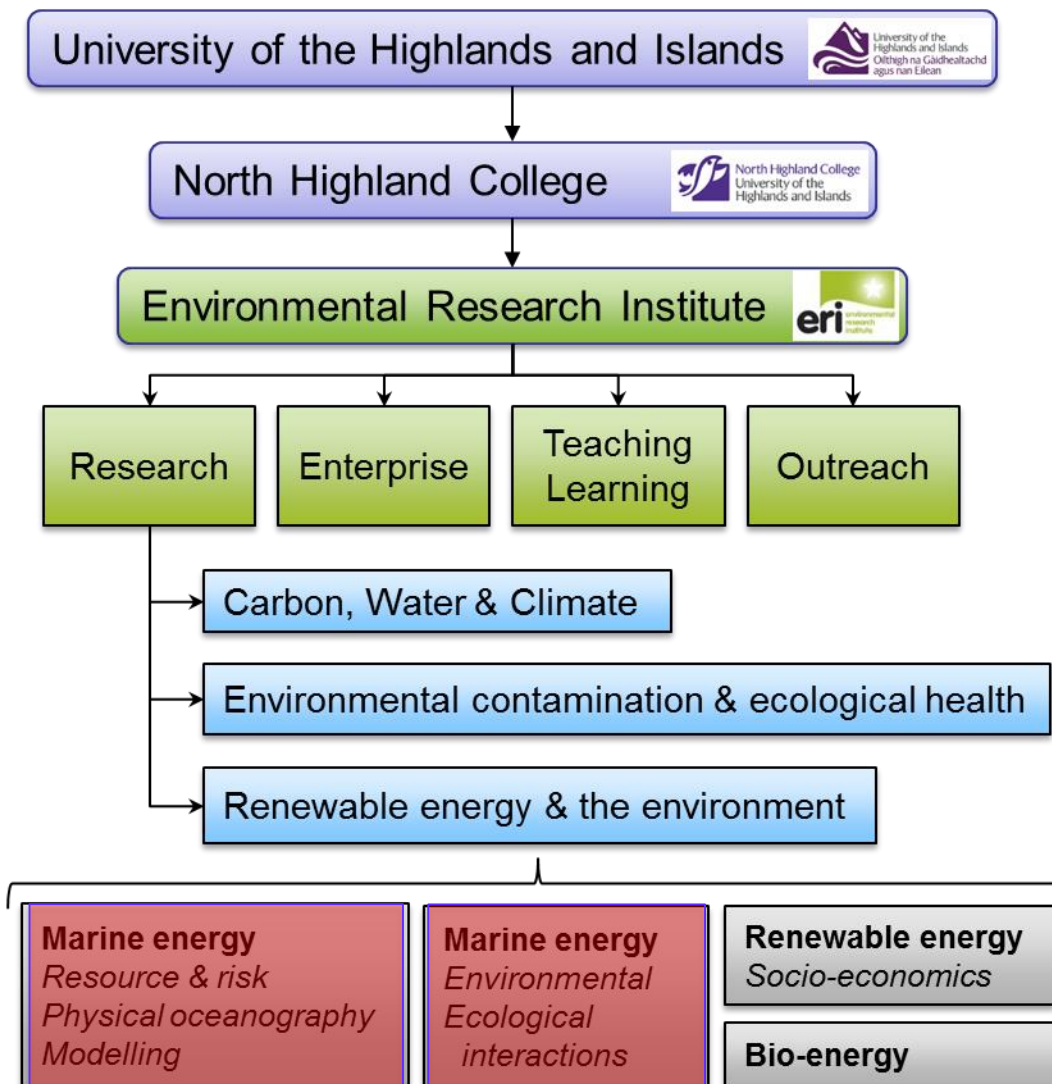 University of the Highlands and Islands
University of the
Highlands and Islands
Oilthigh na Gàidhealtachd
agus nan Eilean
North Highland College
North Highland College
University of the
Highlands and Islands
Environmental Research Institute
eri
environmental
research
institute
Research
Enterprise
Teaching
Learning
Outreach
Carbon, Water & Climate
Environmental contamination & ecological health
Renewable energy & the environment
Marine energy
Resource & risk
Physical oceanography
Modelling
Marine energy
Environmental
Ecological
interactions
Renewable energy
Socio-economics
Bio-energy